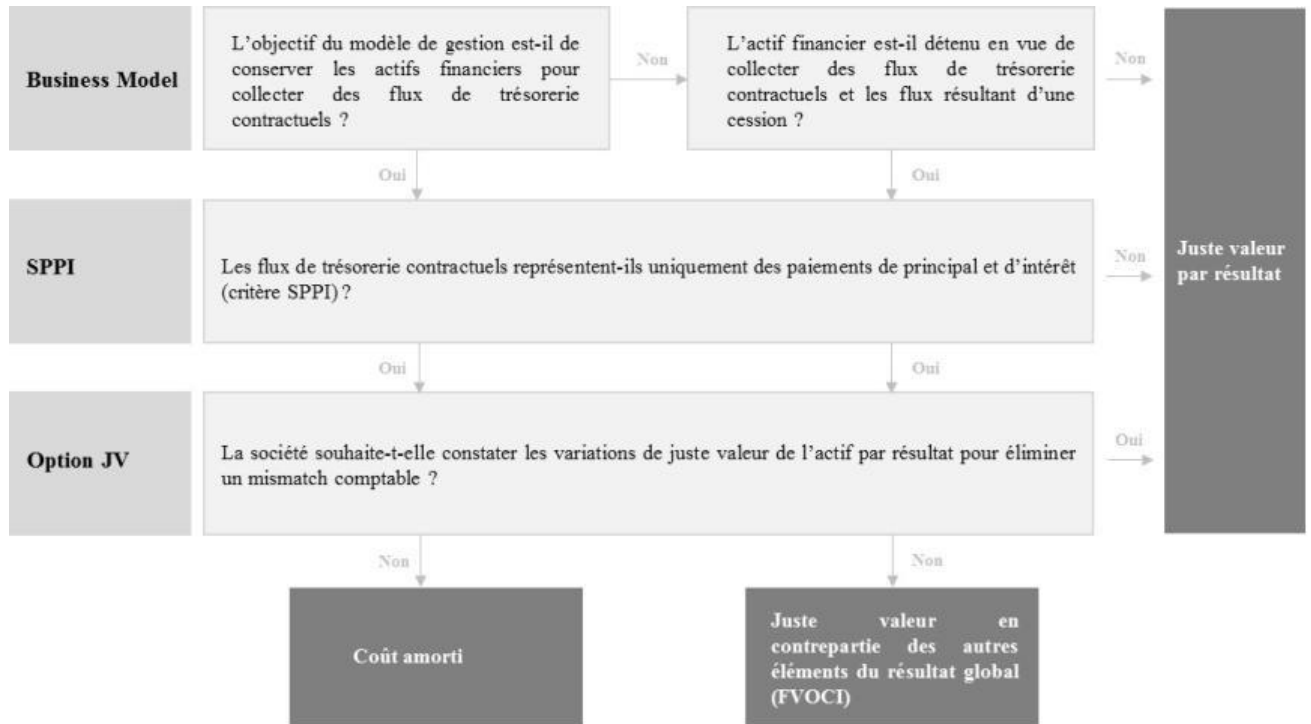 Business Model
L'objectif du modèle de gestion est-il de
conserver les actifs financiers pour
collecter des flux de trésorerie
contractuels ?
Non
L'actif financier est-il détenu en vue de
collecter des flux de trésorerie
contractuels et les flux résultant d'une
cession ?
Non
Oui
Oui
SPPI
Les flux de trésorerie contractuels représentent-ils uniquement des paiements de principal et d'intérêt
(critère SPPI) ?
Non
Juste valeur
par résultat
Oui
Oui
Option JV
La société souhaite-t-elle constater les variations de juste valeur de l'actif par résultat pour éliminer
un mismatch comptable ?
Oui
Non
Non
Coût amorti
Juste valeur en
contrepartie des autres
éléments du résultat global
(FVOCI)